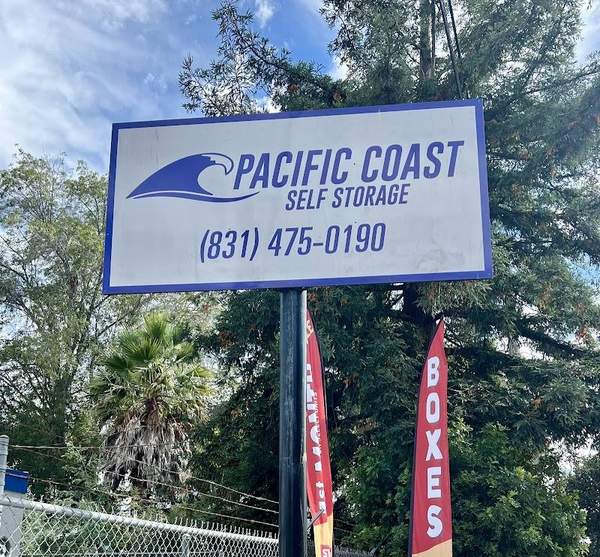 PACIFIC COAST
SELF STORAGE
(831) 475-0190
BOXES